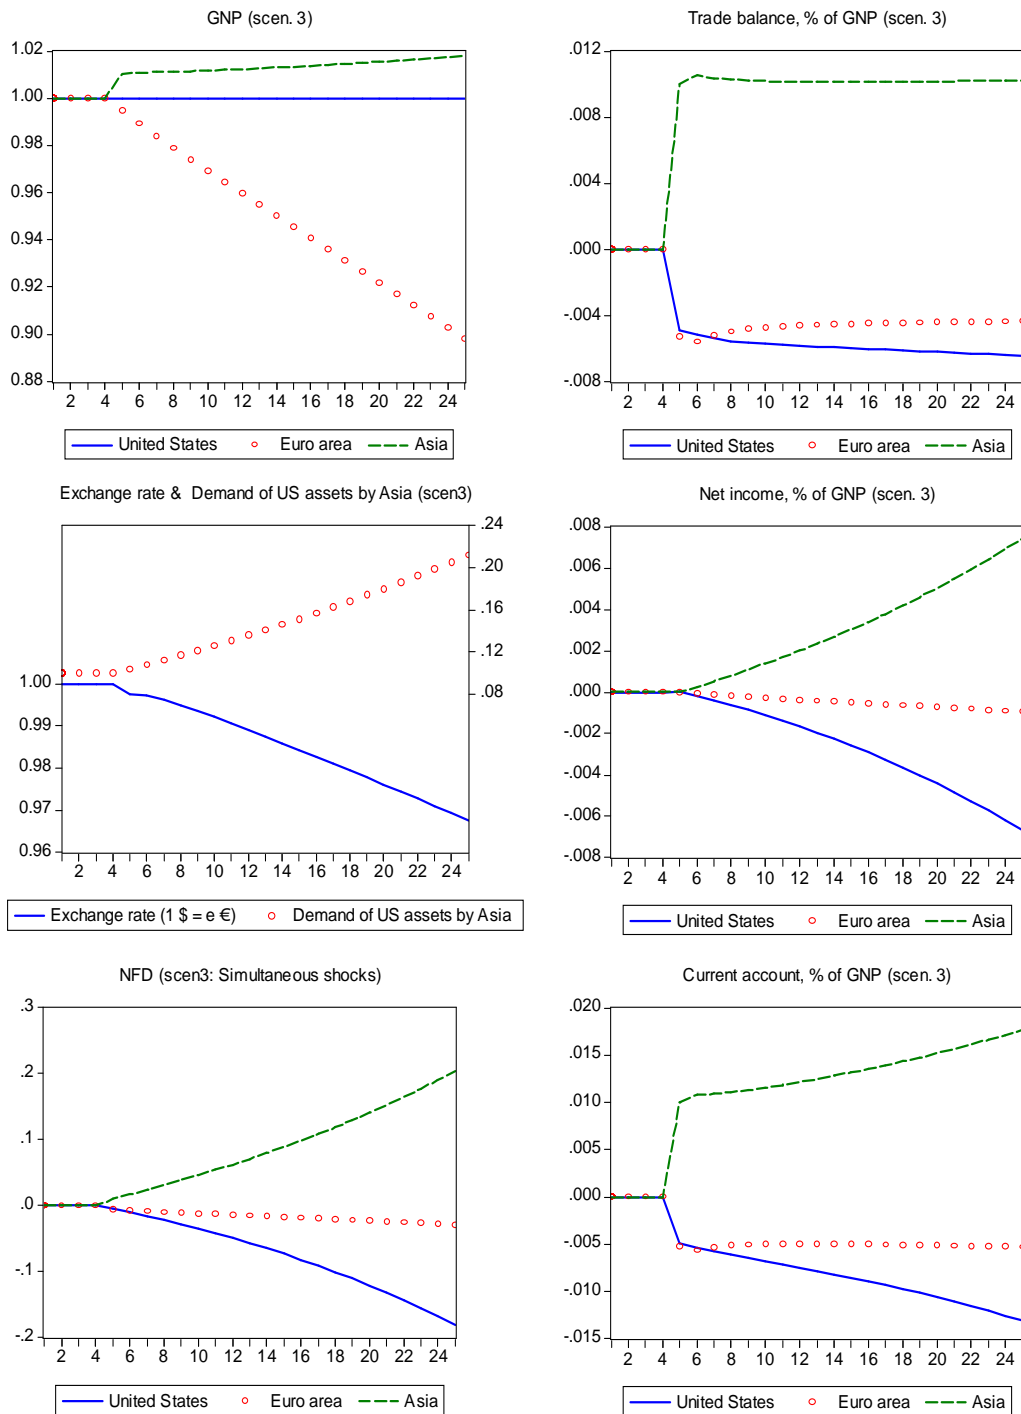 GNP (scen. 3)
1.02
1.00
0.98
0.96
0.94
0.92
0.90
0.88
2 4 6 8 10 12 14 16 18 20 22 24
United States Euro area Asia
Trade balance, % of GNP (scen. 3)
.012
.008
.004
.000
-.004
-.008
2 4 6 8 10 12 14 16 18 20 22 24
United States Euro area Asia
Exchange rate & Demand of US assets by Asia (scen3)
.24
.20
.16
.12
.08
1.00
0.99
0.98
0.97
0.96
2 4 6 8 10 12 14 16 18 20 22 24
Exchange rate (1 $ = e €) Demand of US assets by Asia
Net income, % of GNP (scen. 3)
.008
.006
.004
.002
.000
-.002
-.004
-.006
-.008
2 4 6 8 10 12 14 16 18 20 22 24
United States Euro area Asia
NFD (scen3: Simultaneous shocks)
.3
.2
.1
.0
-.1
-.2
2 4 6 8 10 12 14 16 18 20 22 24
United States Euro area Asia
Current account, % of GNP (scen. 3)
.020
.015
.010
.005
.000
-.005
-.010
-.015
2 4 6 8 10 12 14 16 18 20 22 24
United States Euro area Asia